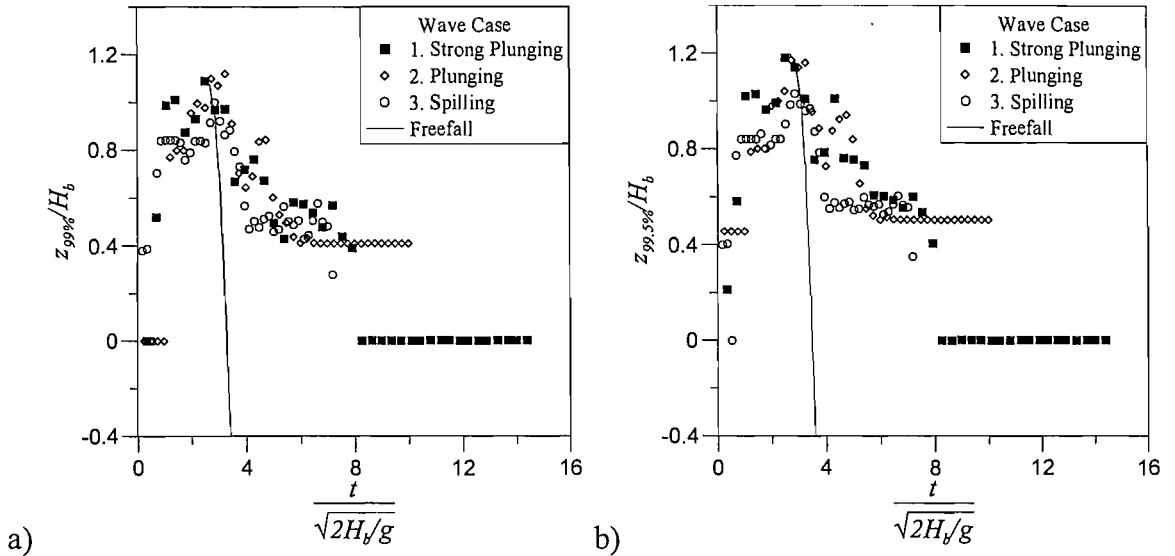 Wave Case
1. Strong Plunging
2. Plunging
3. Spilling
Freefall
1.2
0.8
0.4
0
-0.4
z99%/Hb
0
4
8
12
16
t
√2Hb/g
a)
Wave Case
1. Strong Plunging
2. Plunging
3. Spilling
Freefall
1.2
0.8
0.4
0
-0.4
z99.5%/Hb
0
4
8
12
16
t
√2Hb/g
b)